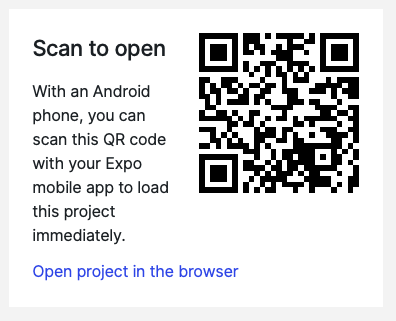 Scan to open
With an Android
phone, you can
scan this QR code
with your Expo
mobile app to load
this project
immediately.
Open project in the browser